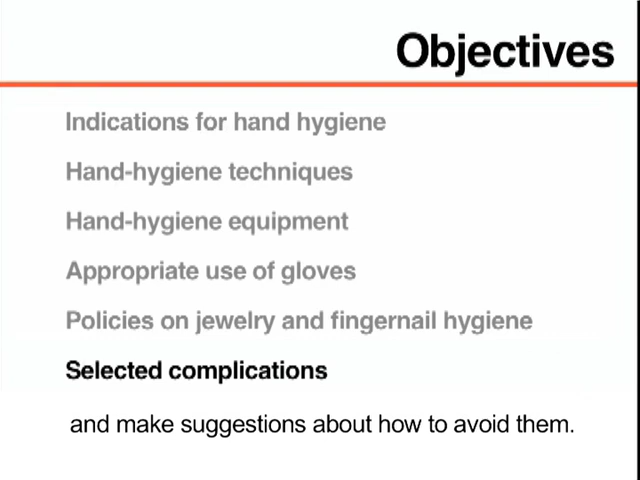 Objectives
Indications for hand hygiene
Hand-hygiene techniques
Hand-hygiene equipment
Appropriate use of gloves
Policies on jewelry and fingernail hygiene
Selected complications
and make suggestions about how to avoid them.